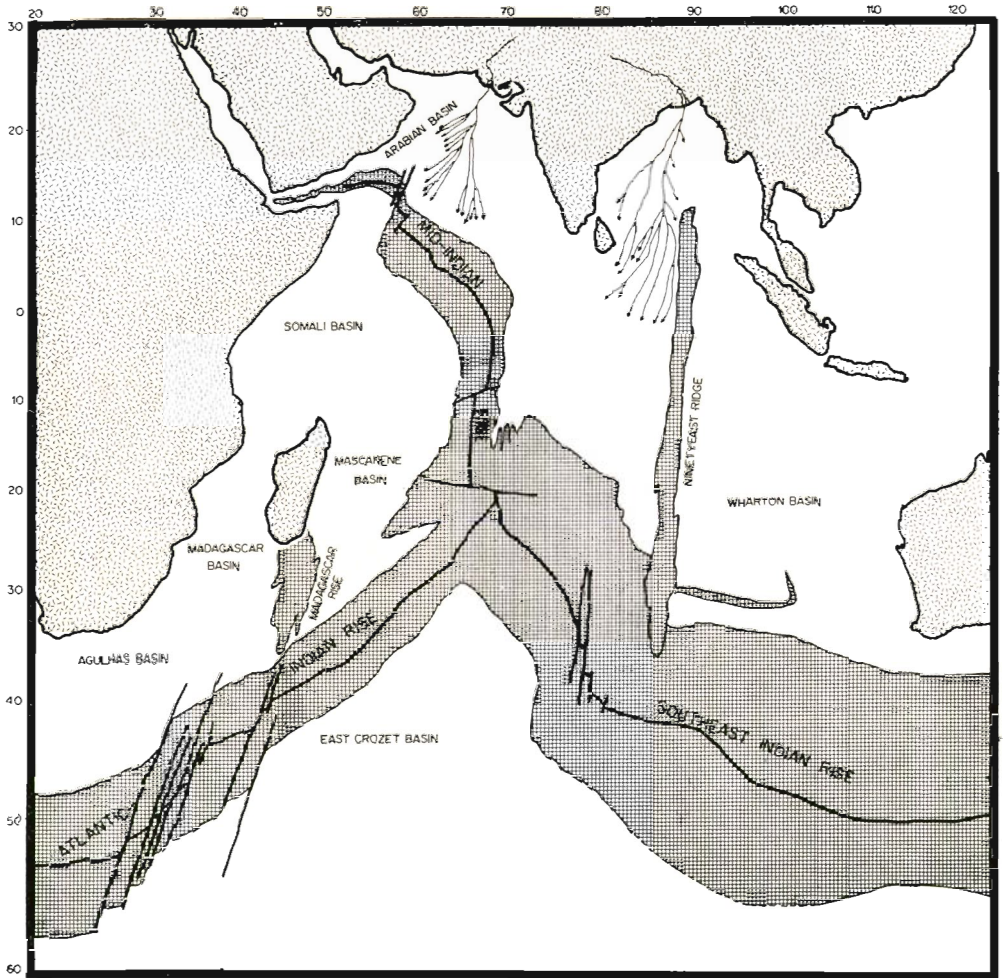 20 30 40 50 60 70 80 90 100 110 120
30
20
10
0
10
20
30
40
50
60
ARABIAN BASIN
MID-INDIAN
RISE
SOMALI BASIN
NINETYEAST RIDGE
MASCARENE
BASIN
WHARTON BASIN
MADAGASCAR
BASIN
MADAGASCAR
RISE
INDIAN RISE
AGULHAS BASIN
EAST CROZET BASIN
SOUTHEAST INDIAN RISE
ATLANTIC